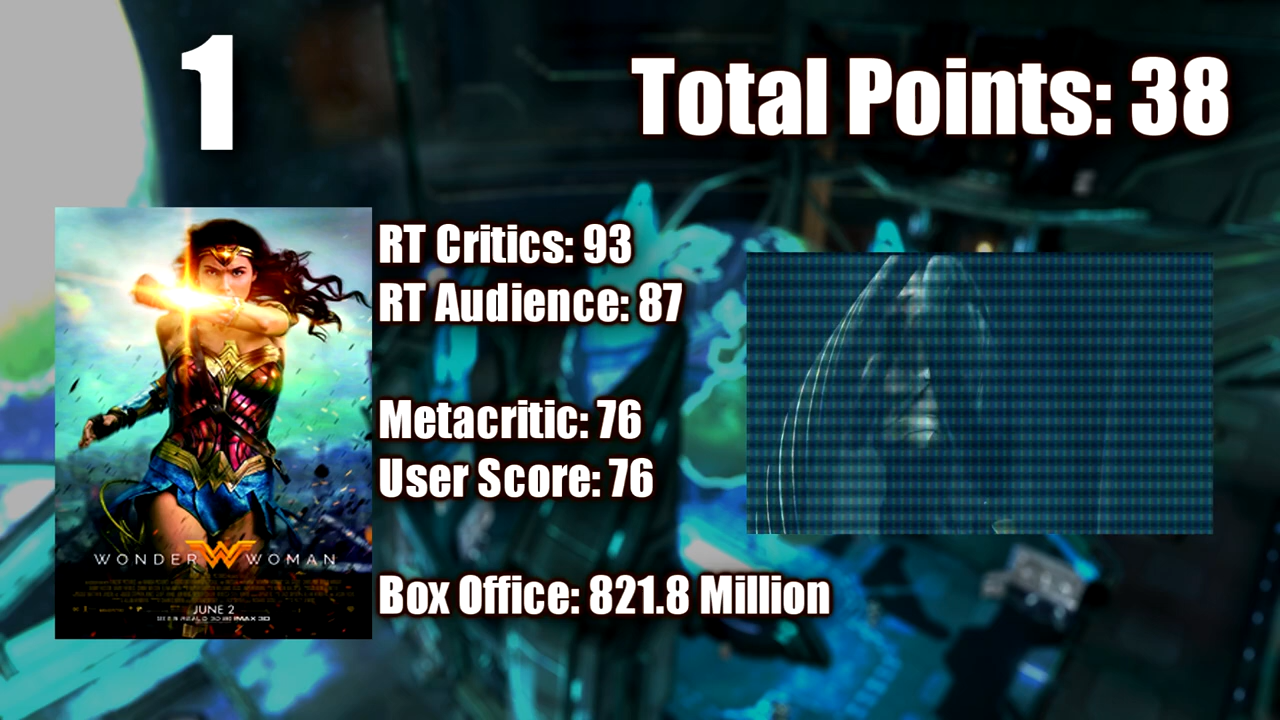 1
Total Points: 38
RT Critics: 93
RT Audience: 87
Metacritic: 76
User Score: 76
Box Office: 821.8 Million
WONDER WOMAN
JUNE 2